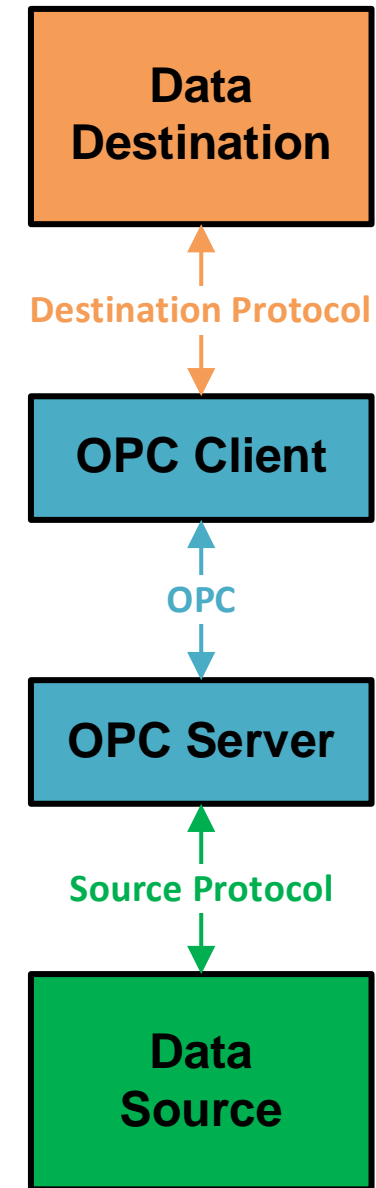 Data
Destination
Destination Protocol
OPC Client
OPC
OPC Server
Source Protocol
Data
Source